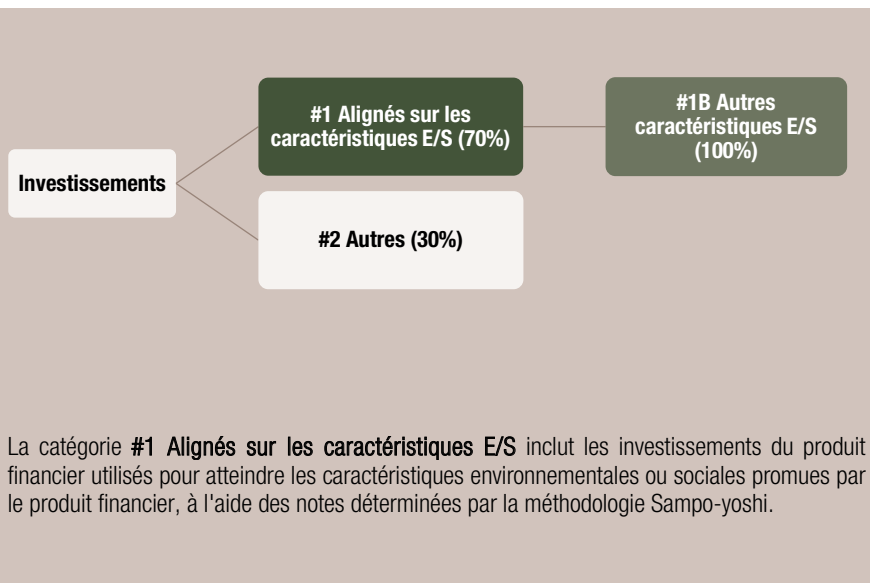 #1 Alignés sur les
caractéristiques E/S (70%)
#1B Autres
caractéristiques E/S
(100%)
Investissements
#2 Autres (30%)
La catégorie #1 Alignés sur les caractéristiques E/S inclut les investissements du produit
financier utilisés pour atteindre les caractéristiques environnementales ou sociales promues par
le produit financier, à l'aide des notes déterminées par la méthodologie Sampo-yoshi.